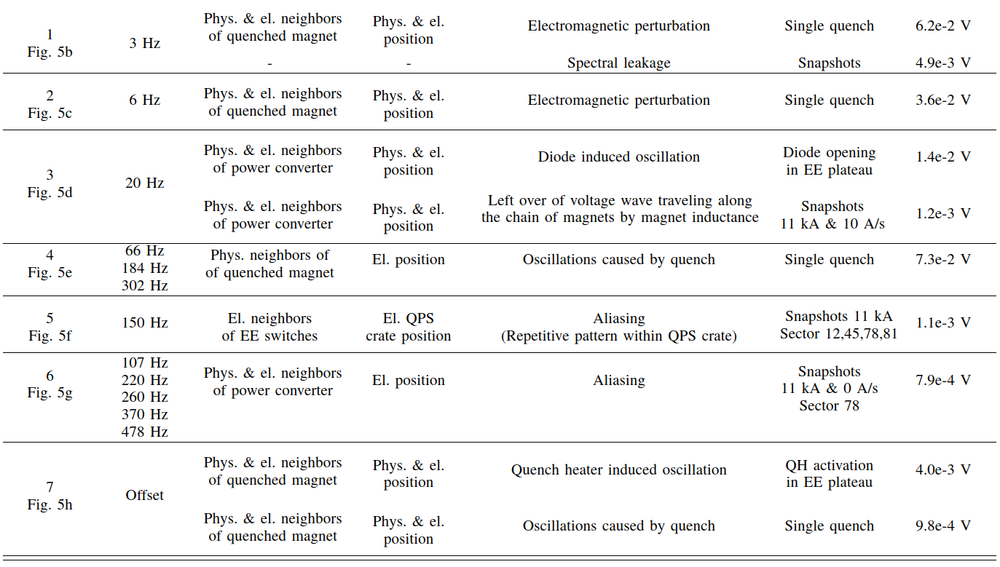 1
Fig. 5b
3 Hz
Phys. & el. neighbors
of quenched magnet
Phys. & el.
position
Electromagnetic perturbation
Single quench
6.2e-2 V
-
-
Spectral leakage
Snapshots
4.9e-3 V
2
Fig. 5c
6 Hz
Phys. & el. neighbors
of quenched magnet
Phys. & el.
position
Electromagnetic perturbation
Single quench
3.6e-2 V
3
Fig. 5d
20 Hz
Phys. & el. neighbors
of power converter
Phys. & el.
position
Diode induced oscillation
Diode opening
in EE plateau
1.4e-2 V
Phys. & el. neighbors
of power converter
Phys. & el.
position
Left over of voltage wave traveling along
the chain of magnets by magnet inductance
Snapshots
11 kA & 10 A/s
1.2e-3 V
4
Fig. 5e
66 Hz
184 Hz
302 Hz
Phys. neighbors of
of quenched magnet
El. position
Oscillations caused by quench
Single quench
7.3e-2 V
5
Fig. 5f
150 Hz
El. neighbors
of EE switches
El. QPS
crate position
Aliasing
(Repetitive pattern within QPS crate)
Snapshots 11 kA
Sector 12,45,78,81
1.1e-3 V
6
Fig. 5g
107 Hz
220 Hz
260 Hz
370 Hz
478 Hz
Phys. & el. neighbors
of power converter
El. position
Aliasing
Snapshots
11 kA & 0 A/s
Sector 78
7.9e-4 V
7
Fig. 5h
Offset
Phys. & el. neighbors
of quenched magnet
Phys. & el.
position
Quench heater induced oscillation
QH activation
in EE plateau
4.0e-3 V
Phys. & el. neighbors
of quenched magnet
Phys. & el.
position
Oscillations caused by quench
Single quench
9.8e-4 V